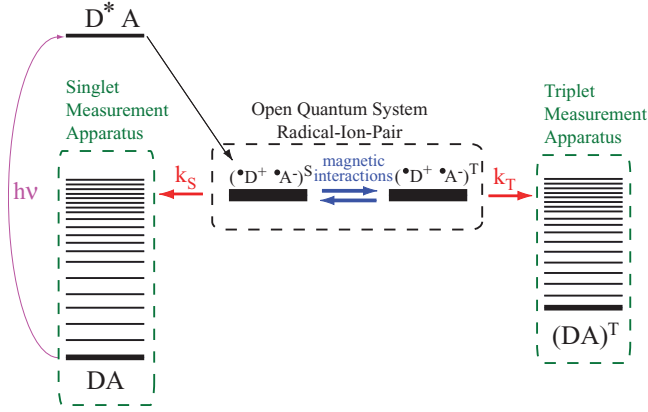 D* A
Singlet
Measurement
Apparatus
Open Quantum System
Radical-Ion-Pair
Triplet
Measurement
Apparatus
hν
k_S
(•D⁺ •A⁻)ˢ
magnetic
interactions
(•D⁺ •A⁻)ᵀ
k_T
DA
(DA)ᵀ